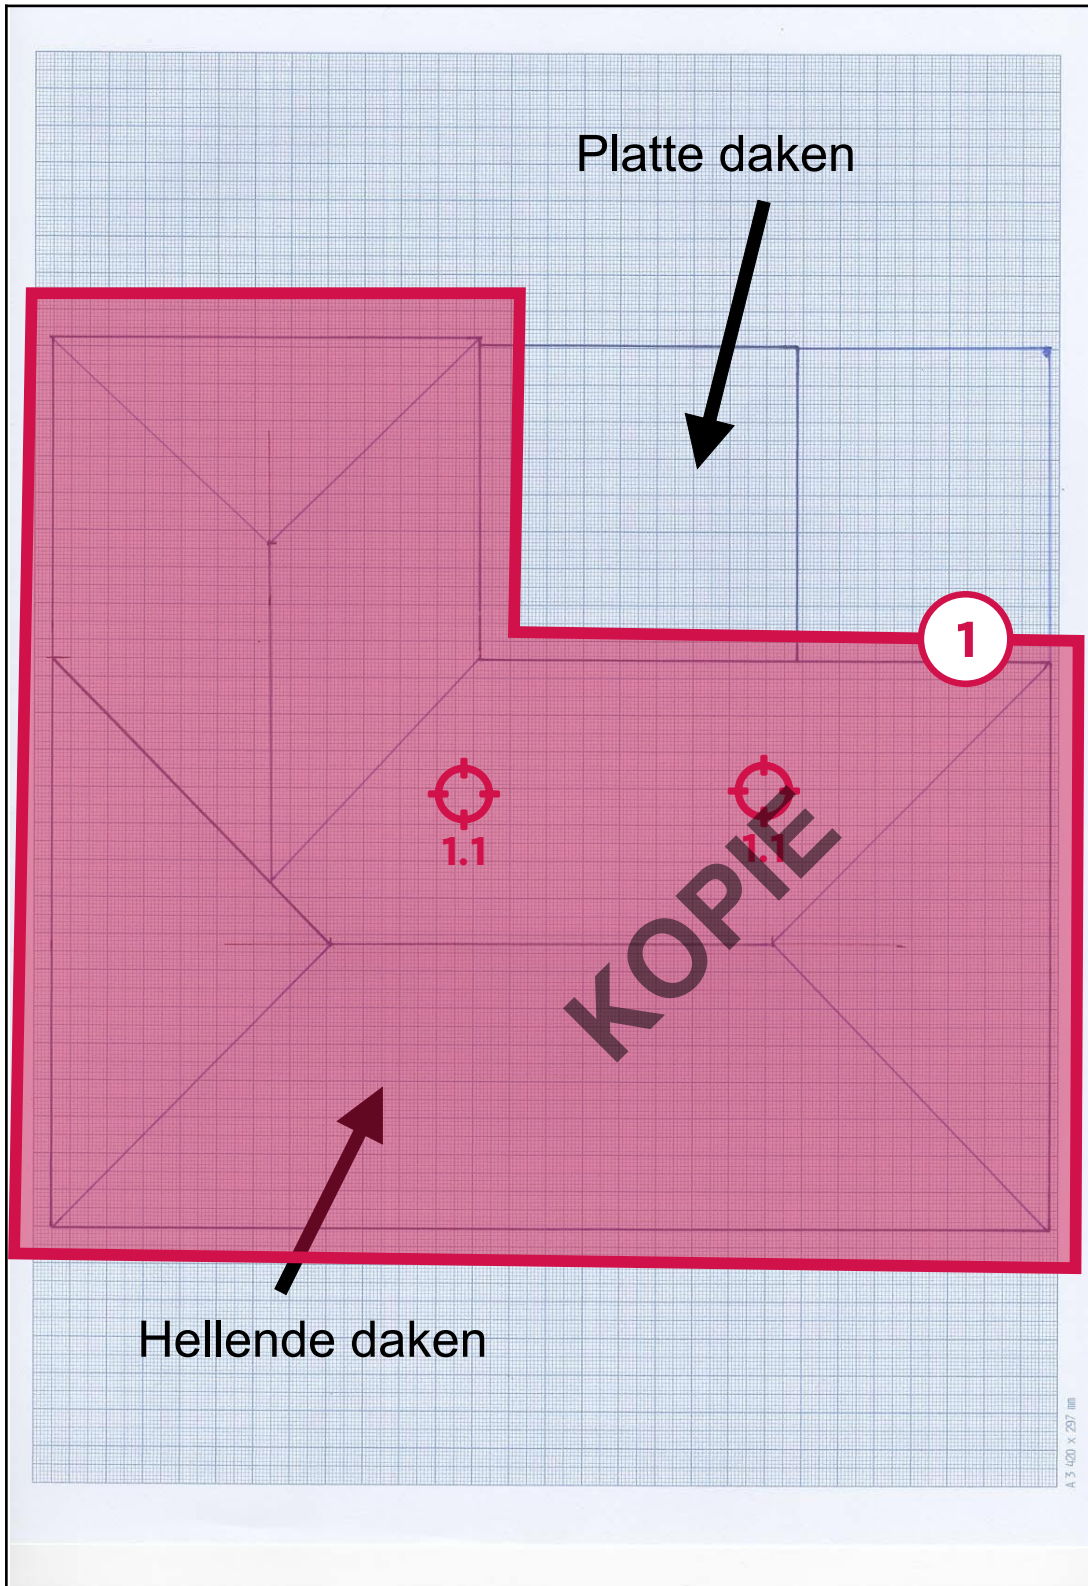 Platte daken
1
1.1
1.1
KOPIE
Hellende daken
A 3 420 x 297 mm